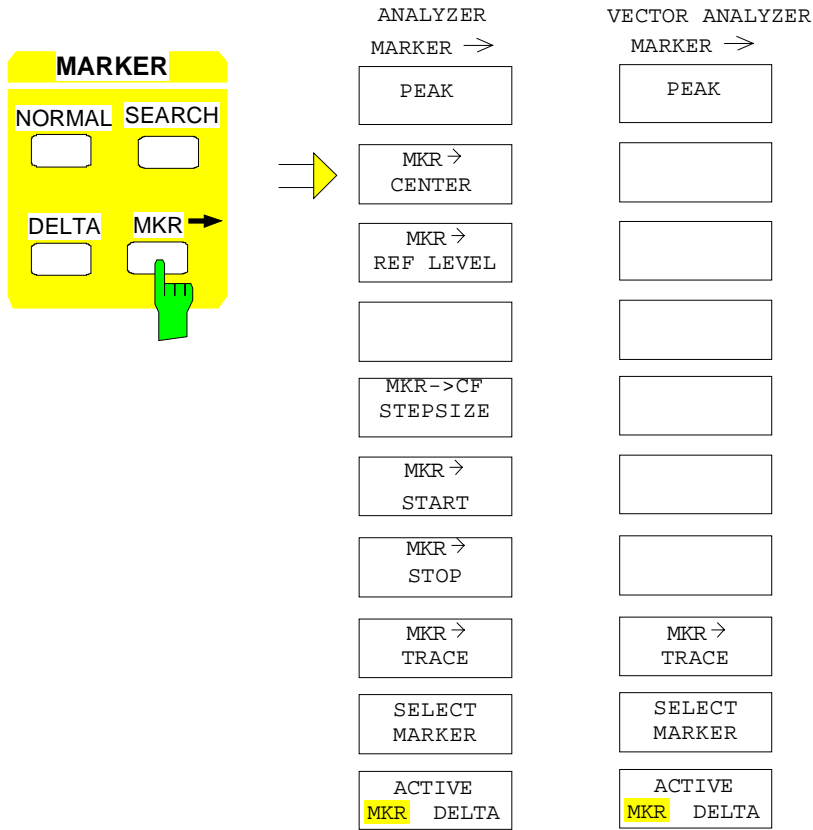 MARKER
NORMAL SEARCH
DELTA MKR →
ANALYZER
MARKER →
PEAK
MKR →
CENTER
MKR →
REF LEVEL
MKR->CF
STEPSIZE
MKR →
START
MKR →
STOP
MKR →
TRACE
SELECT
MARKER
ACTIVE
MKR DELTA
VECTOR ANALYZER
MARKER →
PEAK
MKR →
TRACE
SELECT
MARKER
ACTIVE
MKR DELTA